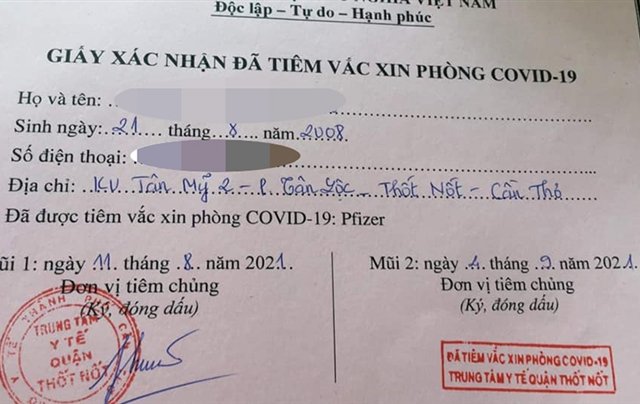 NGHĨA VIỆT NAM
Độc lập – Tự do – Hạnh phúc
GIẤY XÁC NHẬN ĐÃ TIÊM VẮC XIN PHÒNG COVID-19
Họ và tên:
Sinh ngày: 21 tháng 8 năm 2008
Số điện thoại:
Địa chỉ: KV Tân Mỹ 2 - P. Tân Lộc - Thốt Nốt - Cần Thơ
Đã được tiêm vắc xin phòng COVID-19: Pfizer
Mũi 1: ngày 11 tháng 8 năm 2021
Đơn vị tiêm chủng
(Ký, đóng dấu)
TRUNG TÂM
Y TẾ
QUẬN
THỐT NỐT
Mũi 2: ngày 4 tháng 9 năm 2021
Đơn vị tiêm chủng
(Ký, đóng dấu)
ĐÃ TIÊM VẮC XIN PHÒNG COVID-19
TRUNG TÂM Y TẾ QUẬN THỐT NỐT